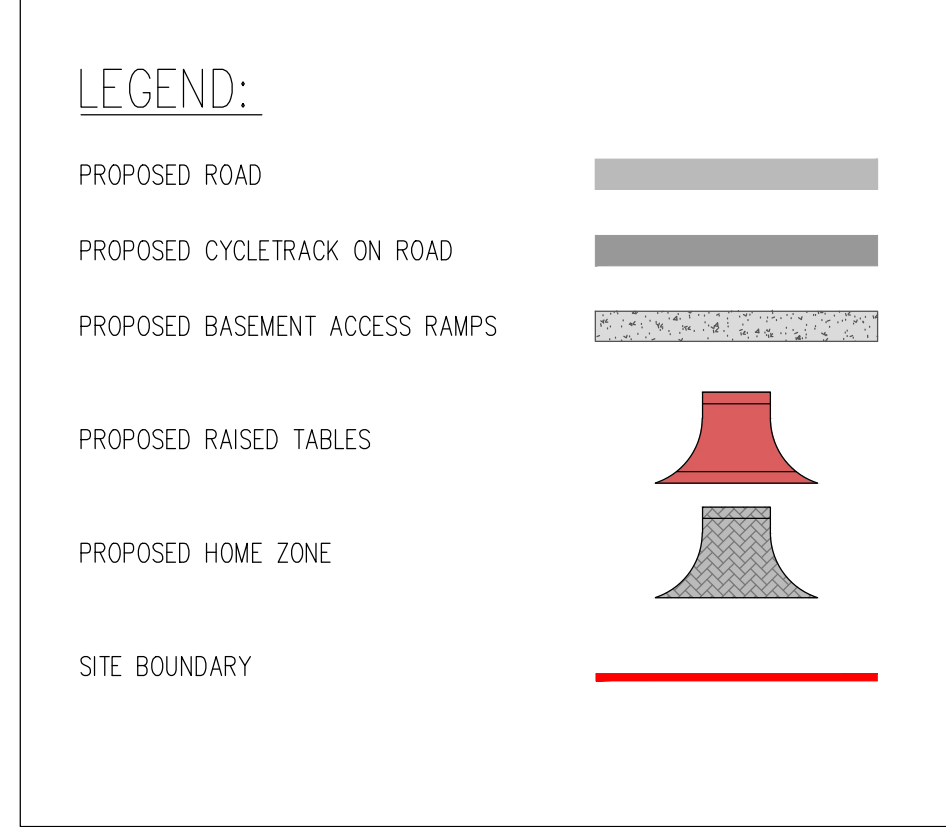 LEGEND:
PROPOSED ROAD
PROPOSED CYCLETRACK ON ROAD
PROPOSED BASEMENT ACCESS RAMPS
PROPOSED RAISED TABLES
PROPOSED HOME ZONE
SITE BOUNDARY